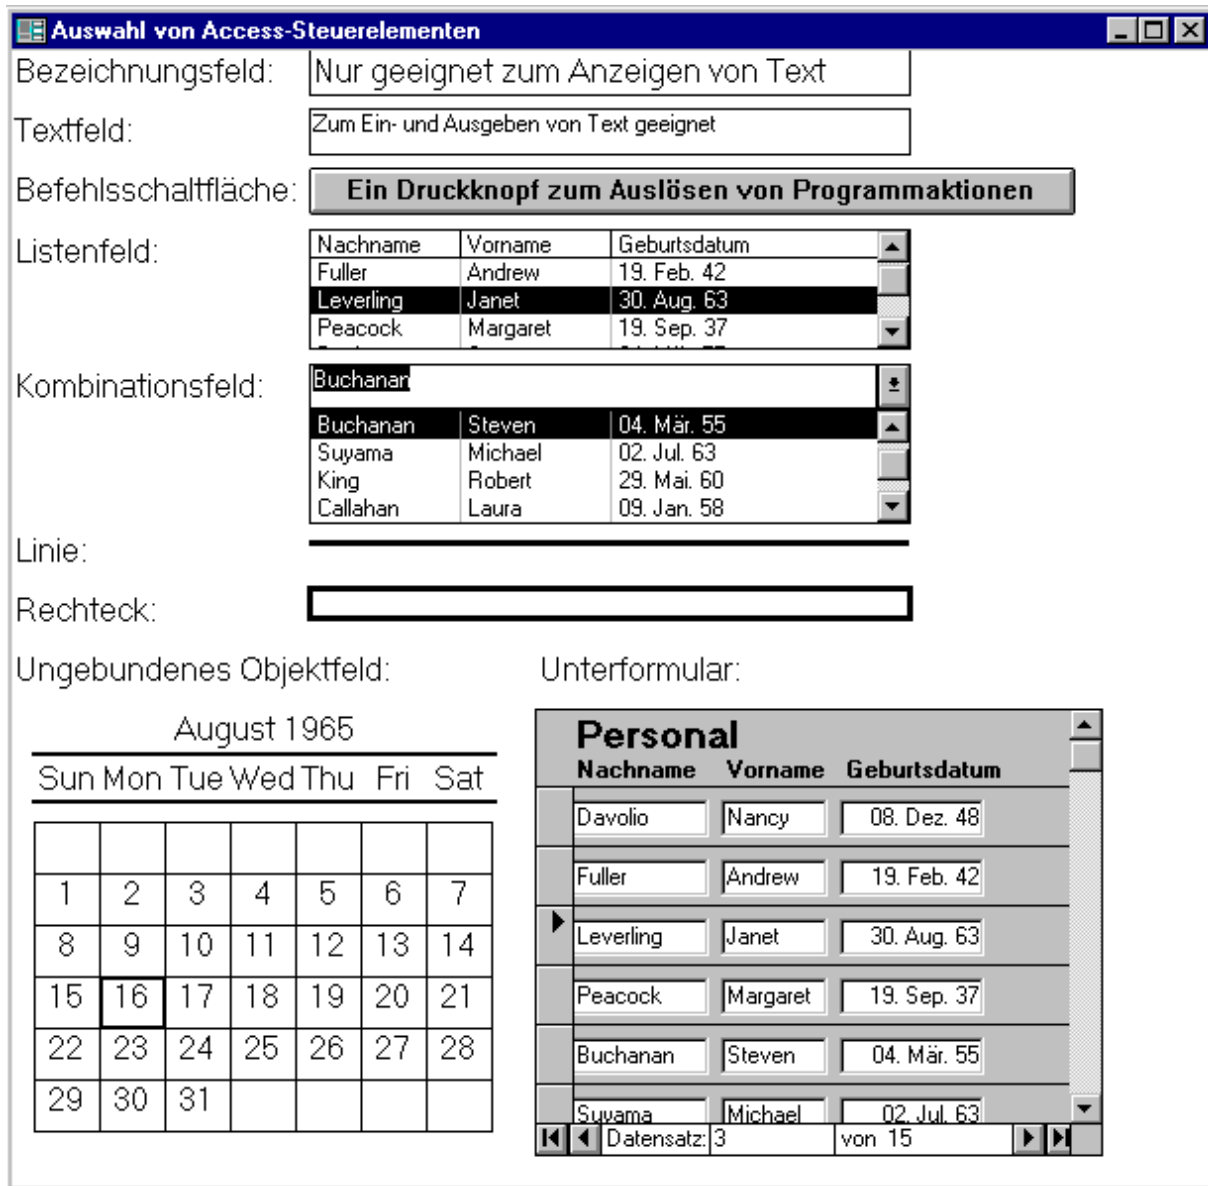 Auswahl von Access-Steuerelementen
Bezeichnungsfeld: Nur geeignet zum Anzeigen von Text
Textfeld: Zum Ein- und Ausgeben von Text geeignet
Befehlsschaltfläche: Ein Druckknopf zum Auslösen von Programmaktionen
Listenfeld:
Nachname Vorname Geburtsdatum
Fuller Andrew 19. Feb. 42
Leverling Janet 30. Aug. 63
Peacock Margaret 19. Sep. 37
Kombinationsfeld: Buchanan
Buchanan Steven 04. Mär. 55
Suyama Michael 02. Jul. 63
King Robert 29. Mai. 60
Callahan Laura 09. Jan. 58
Linie:
Rechteck:
Ungebundenes Objektfeld:
August 1965
Sun Mon Tue Wed Thu Fri Sat
1 2 3 4 5 6 7
8 9 10 11 12 13 14
15 16 17 18 19 20 21
22 23 24 25 26 27 28
29 30 31
Unterformular:
Personal
Nachname Vorname Geburtsdatum
Davolio Nancy 08. Dez. 48
Fuller Andrew 19. Feb. 42
Leverling Janet 30. Aug. 63
Peacock Margaret 19. Sep. 37
Buchanan Steven 04. Mär. 55
Suyama Michael 02. Jul. 63
Datensatz: 3 von 15